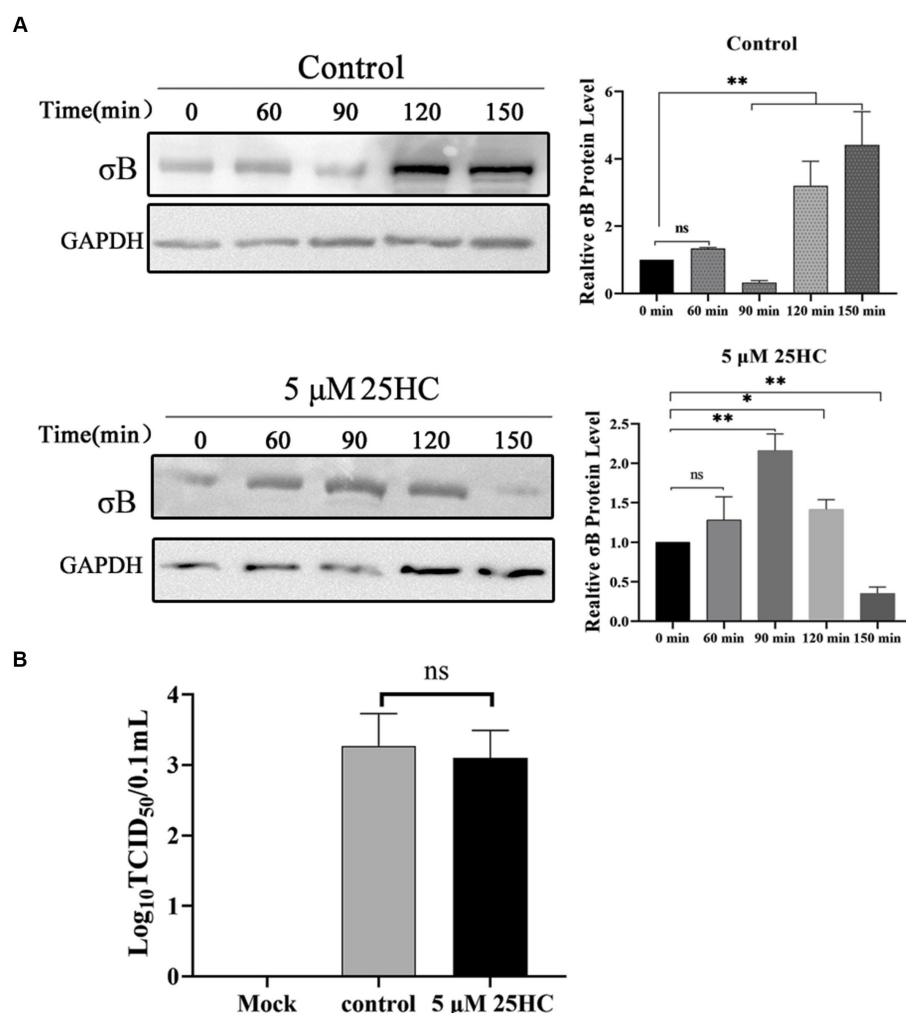 A
Control
Time(min)
0 60 90 120 150
σB
GAPDH
Control
Realtive σB Protein Level
6
4
2
0
**
ns
0 min 60 min 90 min 120 min 150 min
5 μM 25HC
Time(min)
0 60 90 120 150
σB
GAPDH
5 μM 25HC
Realtive σB Protein Level
2.5
2.0
1.5
1.0
0.5
0.0
**
*
**
ns
0 min 60 min 90 min 120 min 150 min
B
Log10TCID50/0.1mL
4
3
2
1
0
ns
Mock control 5 μM 25HC